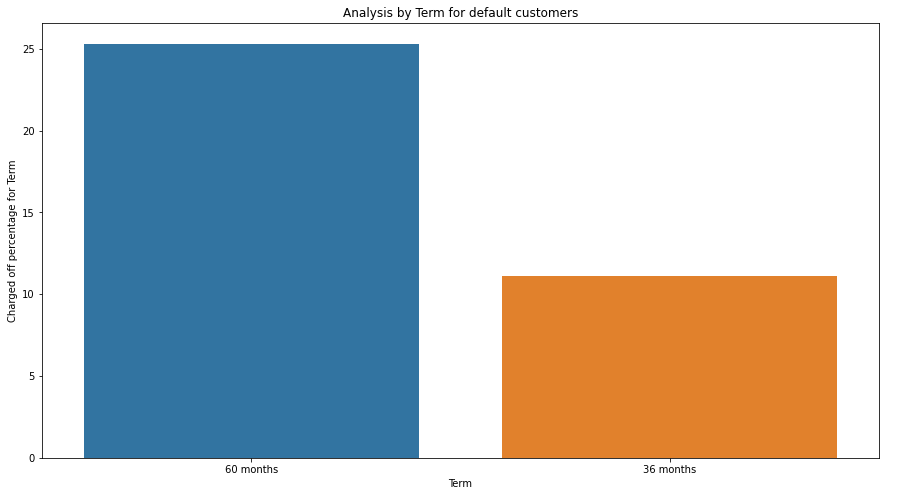 Analysis by Term for default customers
Charged off percentage for Term
25
20
15
10
5
0
60 months
36 months
Term